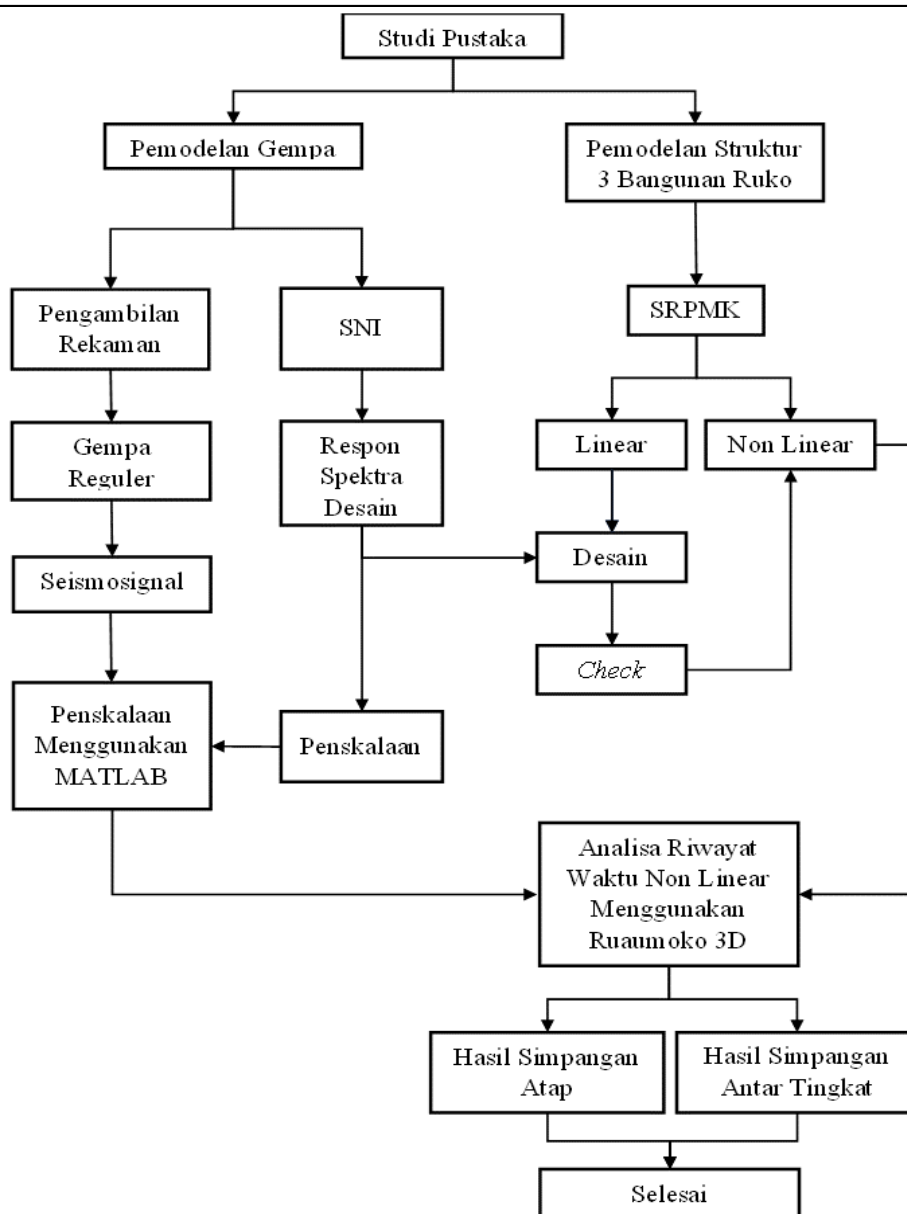 Studi Pustaka
Pemodelan Gempa
Pemodelan Struktur
3 Bangunan Ruko
Pengambilan
Rekaman
SNI
SRPMK
Gempa
Reguler
Respon
Spektra
Desain
Linear
Non Linear
Seismosignal
Desain
Check
Penskalaan
Menggunakan
MATLAB
Penskalaan
Analisa Riwayat
Waktu Non Linear
Menggunakan
Ruaumoko 3D
Hasil Simpangan
Atap
Hasil Simpangan
Antar Tingkat
Selesai